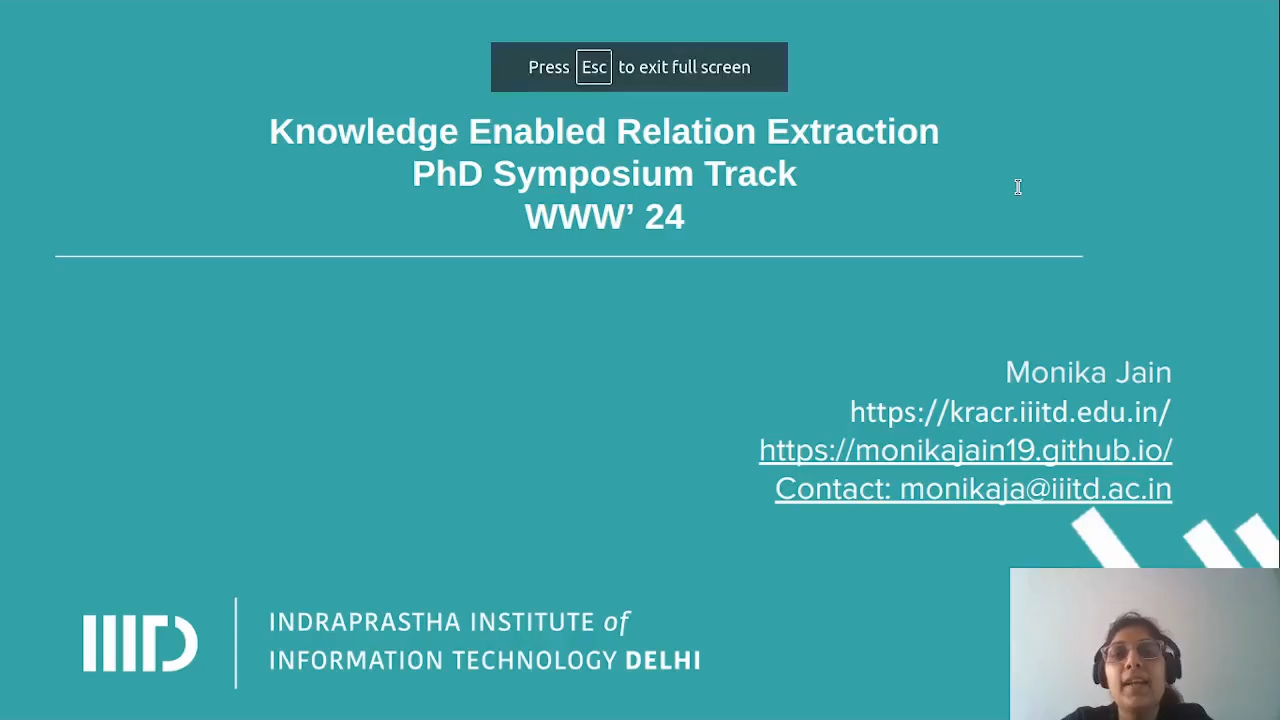 Press Esc to exit full screen
Knowledge Enabled Relation Extraction
PhD Symposium Track
WWW’ 24
Monika Jain
https://kracr.iiitd.edu.in/
https://monikajain19.github.io/
Contact: monikaja@iiitd.ac.in
IIITD
INDRAPRASTHA INSTITUTE of
INFORMATION TECHNOLOGY DELHI